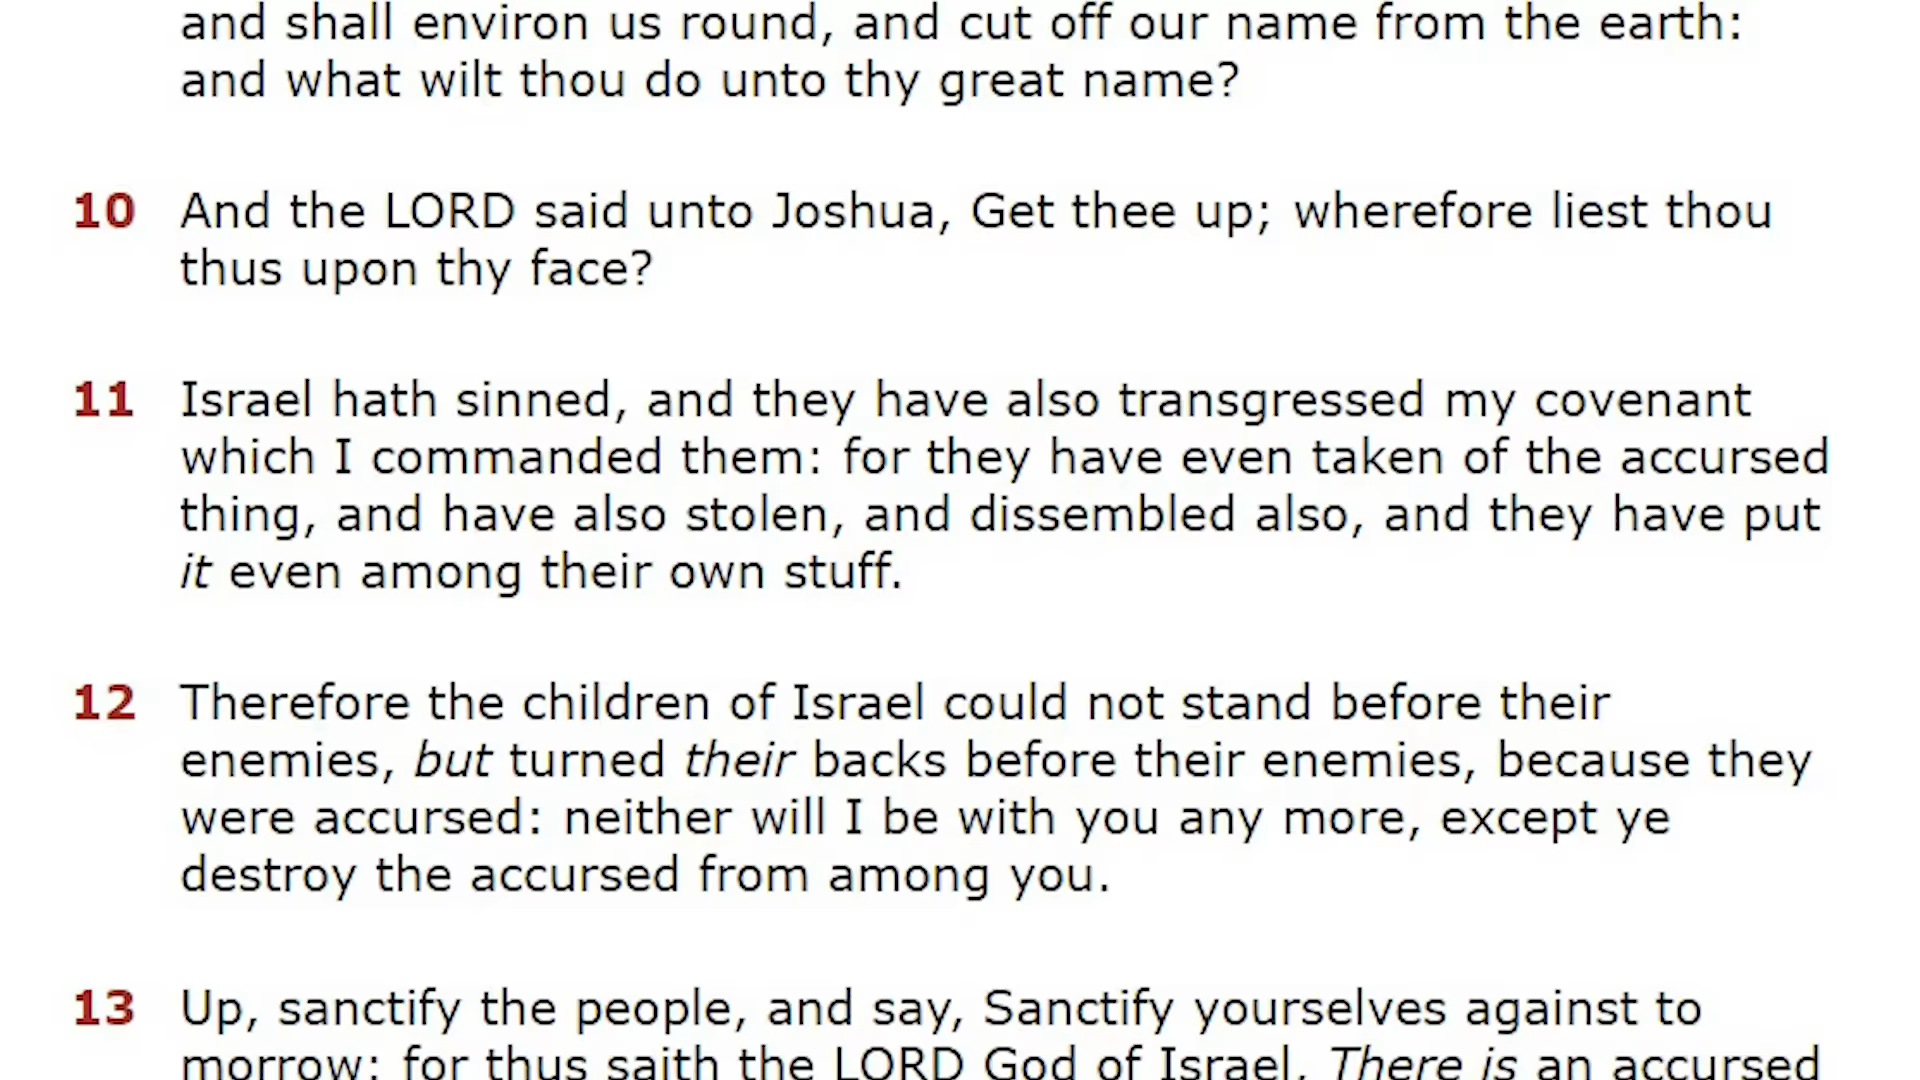 and shall environ us round, and cut off our name from the earth:
and what wilt thou do unto thy great name?
10 And the LORD said unto Joshua, Get thee up; wherefore liest thou
thus upon thy face?
11 Israel hath sinned, and they have also transgressed my covenant
which I commanded them: for they have even taken of the accursed
thing, and have also stolen, and dissembled also, and they have put
it even among their own stuff.
12 Therefore the children of Israel could not stand before their
enemies, but turned their backs before their enemies, because they
were accursed: neither will I be with you any more, except ye
destroy the accursed from among you.
13 Up, sanctify the people, and say, Sanctify yourselves against to
morrow: for thus saith the LORD God of Israel, There is an accursed